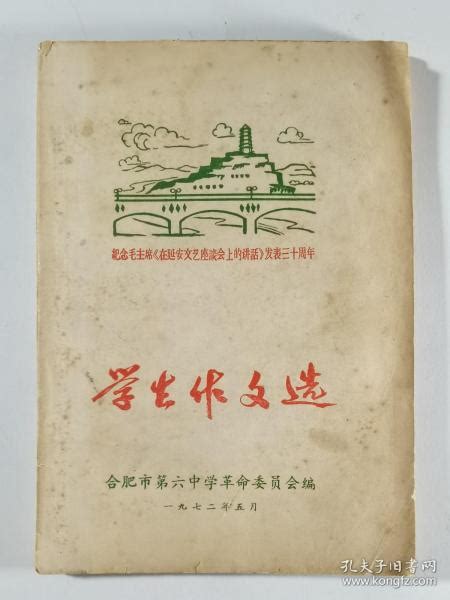 纪念毛主席《在延安文艺座谈会上的讲话》发表三十周年
学生作文选
合肥市第六中学革命委员会编
一九七二年五月
孔夫子旧书网
www.kongfz.com